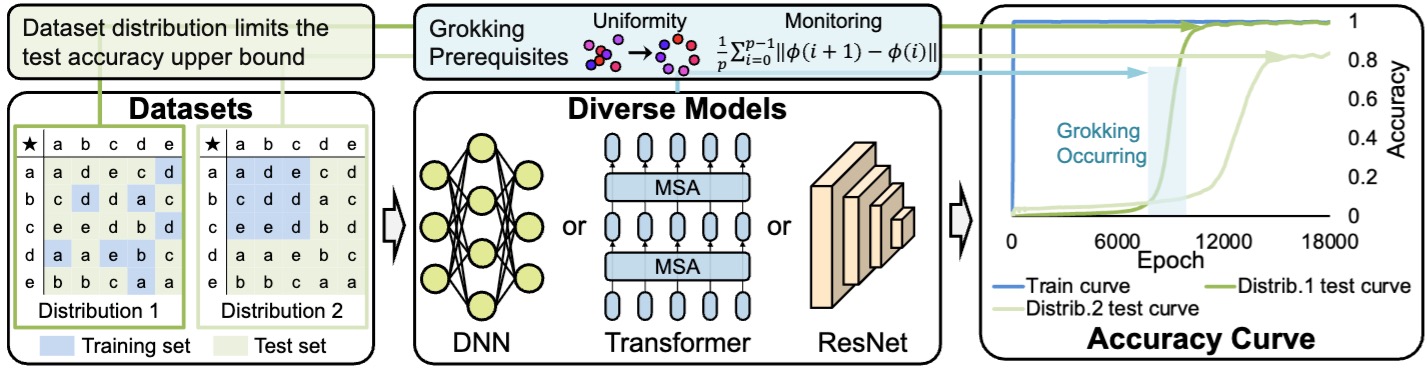 Dataset distribution limits the
test accuracy upper bound
Grokking
Prerequisites
Uniformity
Monitoring
$\frac{1}{p}\sum_{i=0}^{p-1}\|\phi(i+1)-\phi(i)\|$
Datasets
★ a b c d e
a a d e c d
b c d d a c
c e e d b d
d a a e b c
e b b c a a
Distribution 1
★ a b c d e
a a d e c d
b c d d a c
c e e d b d
d a a e b c
e b b c a a
Distribution 2
Training set
Test set
Diverse Models
DNN
or
MSA
MSA
Transformer
or
ResNet
Grokking
Occurring
1
0.8
0.6
0.4
0.2
0
Accuracy
0 6000 12000 18000
Epoch
Train curve
Distrib.1 test curve
Distrib.2 test curve
Accuracy Curve